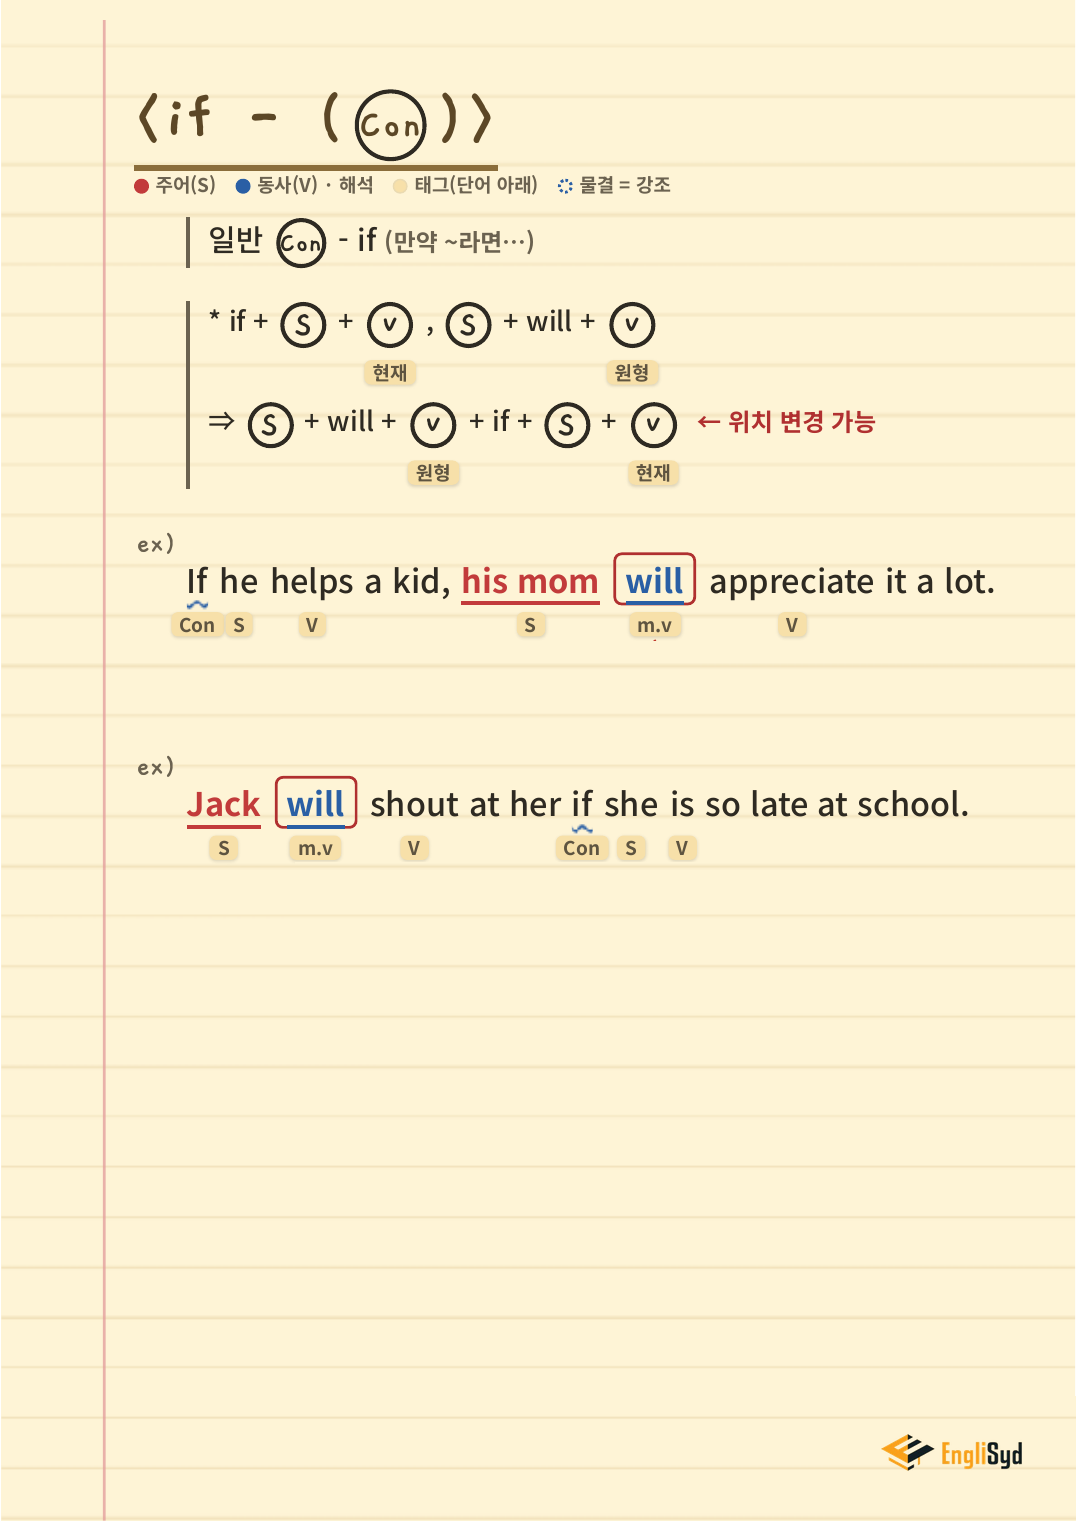 <if - (Con)>
주어(S) 동사(V) · 해석 태그(단어 아래) 물결 = 강조
일반 Con - if (만약 ~라면…)
* if + S + V , S + will + V
현재 원형
⇒ S + will + V + if + S + V ← 위치 변경 가능
원형 현재
ex)
If he helps a kid, his mom will appreciate it a lot.
Con S V S m.v V
ex)
Jack will shout at her if she is so late at school.
S m.v V Con S V
EngliSyd